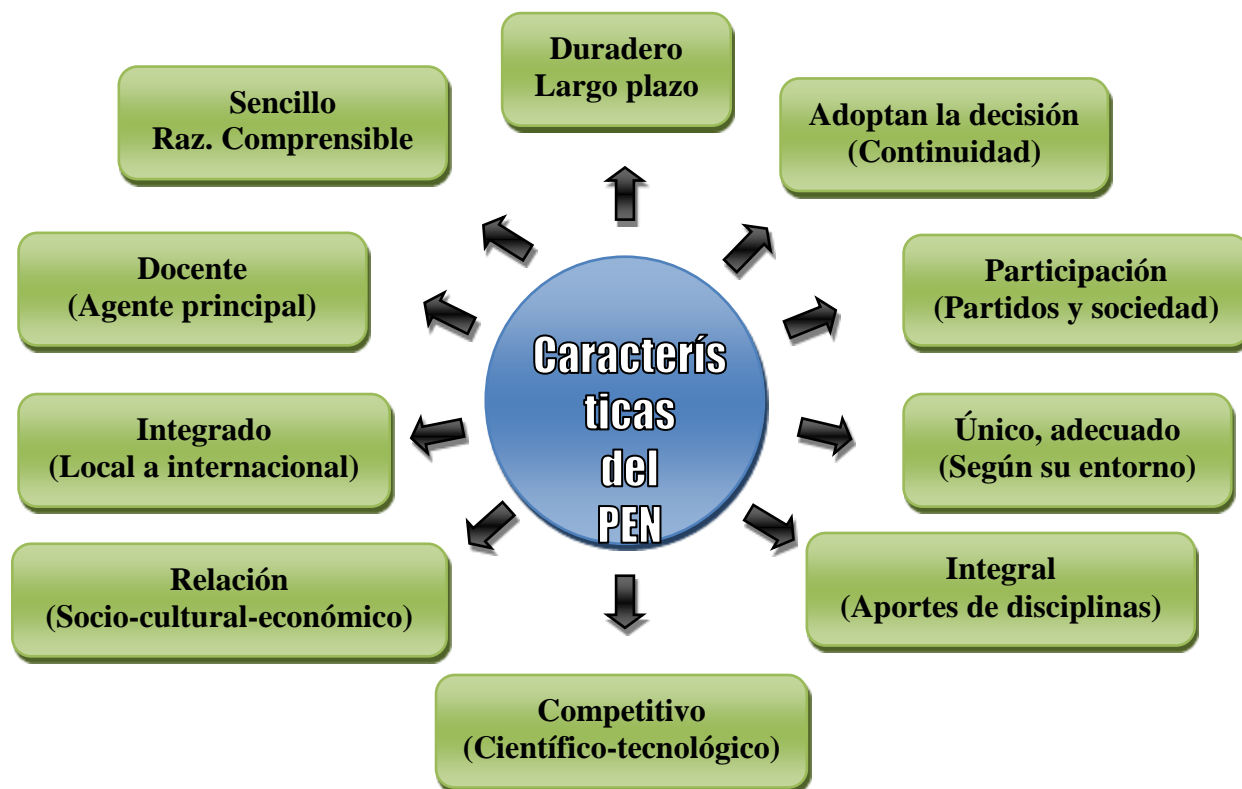 Duradero
Largo plazo
Sencillo
Raz. Comprensible
Adoptan la decisión
(Continuidad)
Docente
(Agente principal)
Participación
(Partidos y sociedad)
Caracterís
ticas
del
PEN
Integrado
(Local a internacional)
Único, adecuado
(Según su entorno)
Relación
(Socio-cultural-económico)
Integral
(Aportes de disciplinas)
Competitivo
(Científico-tecnológico)